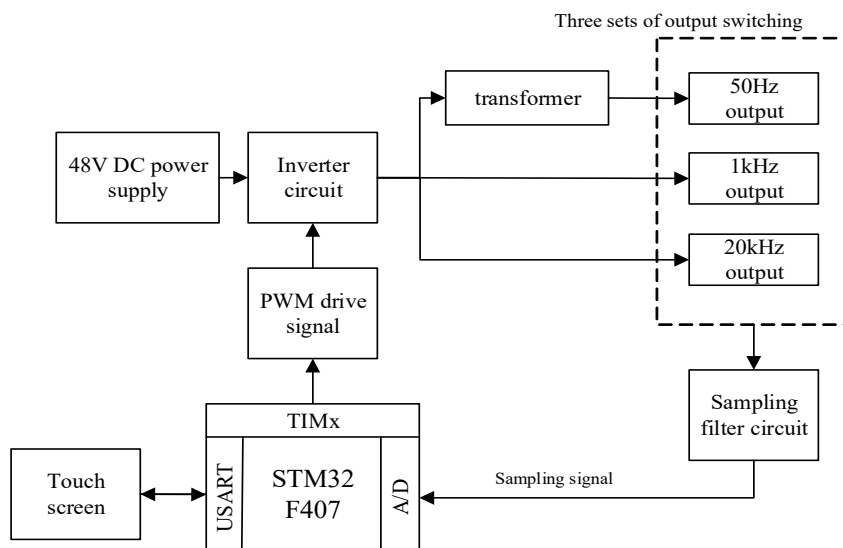 Three sets of output switching
transformer
50Hz
output
48V DC power
supply
Inverter
circuit
1kHz
output
20kHz
output
PWM drive
signal
TIMx
Sampling
filter circuit
Touch
screen
USART
STM32
F407
A/D
Sampling signal